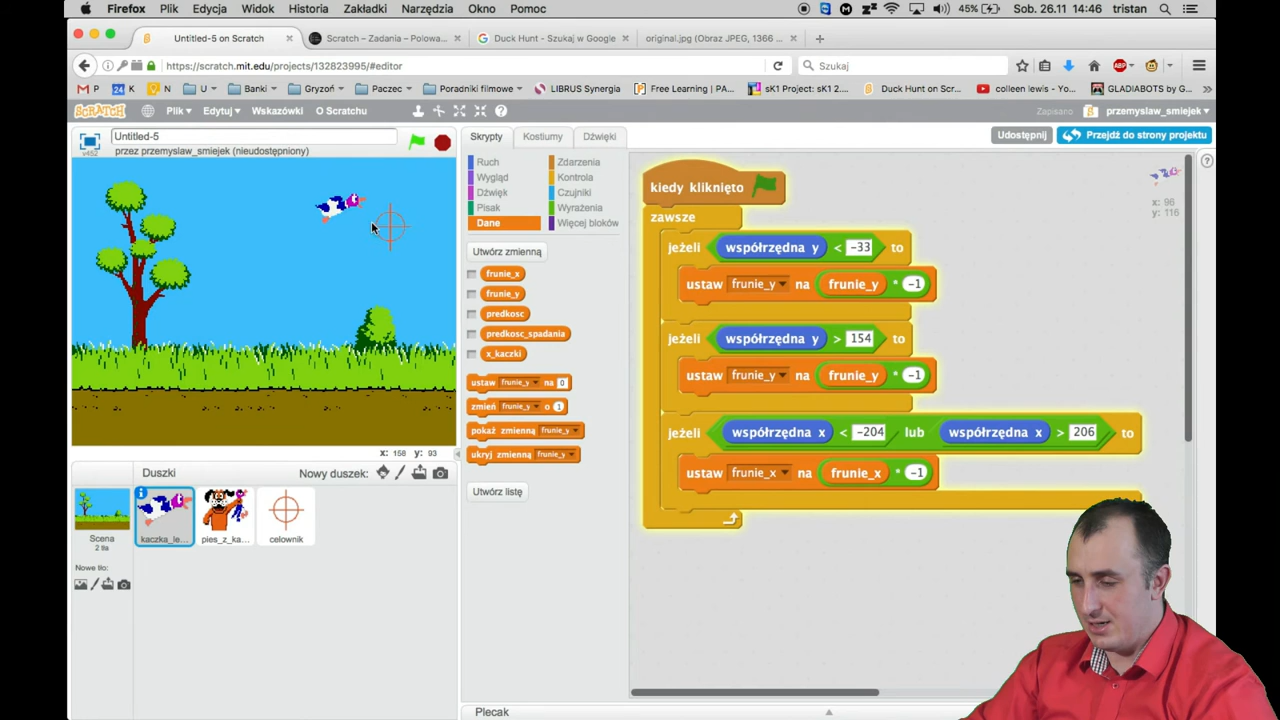 Firefox Plik Edycja Widok Historia Zakładki Narzędzia Okno Pomoc 45% Sob. 26.11 14:46 tristan
Untitled-5 on Scratch Scratch – Zadania – Polowa... Duck Hunt - Szukaj w Google original.jpg (Obraz JPEG, 1366 ...
https://scratch.mit.edu/projects/132823995/#editor Szukaj
M P 24 K N U Banki Gryzoń Paczec Poradniki filmowe LIBRUS Synergia Free Learning | PA... sK1 Project: sK1 2... Duck Hunt on Scr... colleen lewis - You... GLADIABOTS by G...
SCRATCH Plik Edytuj Wskazówki O Scratchu Zapisano przemyslaw_smiejek
Untitled-5
przez przemyslaw_smiejek (nieudostępniony)
v452
Skrypty Kostiumy Dźwięki
Udostępnij Przejdź do strony projektu
Ruch Zdarzenia
Wygląd Kontrola
Dźwięk Czujniki
Pisak Wyrażenia
Dane Więcej bloków
Utwórz zmienną
frunie_x
frunie_y
predkosc
predkosc_spadania
x_kaczki
ustaw frunie_y na 0
zmień frunie_y o 1
pokaż zmienną frunie_y
ukryj zmienną frunie_y
Utwórz listę
kiedy kliknięto
zawsze
jeżeli współrzędna y < -33 to
ustaw frunie_y na frunie_y * -1
jeżeli współrzędna y > 154 to
ustaw frunie_y na frunie_y * -1
jeżeli współrzędna x < -204 lub współrzędna x > 206 to
ustaw frunie_x na frunie_x * -1
x: 96
y: 116
x: 158 y: 93
Duszki Nowy duszek:
Scena
2 tła
Nowe tło:
kaczka_le... pies_z_ka... celownik
Plecak